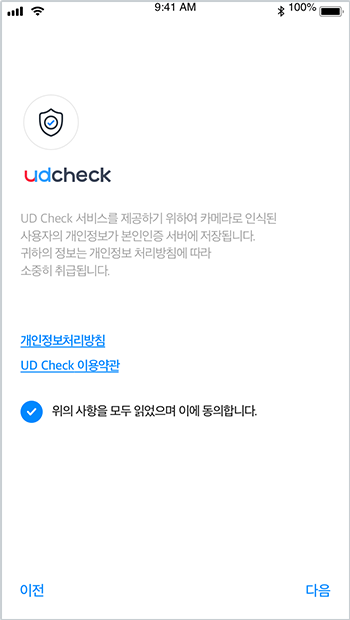 9:41 AM
100%
udcheck
UD Check 서비스를 제공하기 위하여 카메라로 인식된
사용자의 개인정보가 본인인증 서버에 저장됩니다.
귀하의 정보는 개인정보 처리방침에 따라
소중히 취급됩니다.
개인정보처리방침
UD Check 이용약관
위의 사항을 모두 읽었으며 이에 동의합니다.
이전
다음